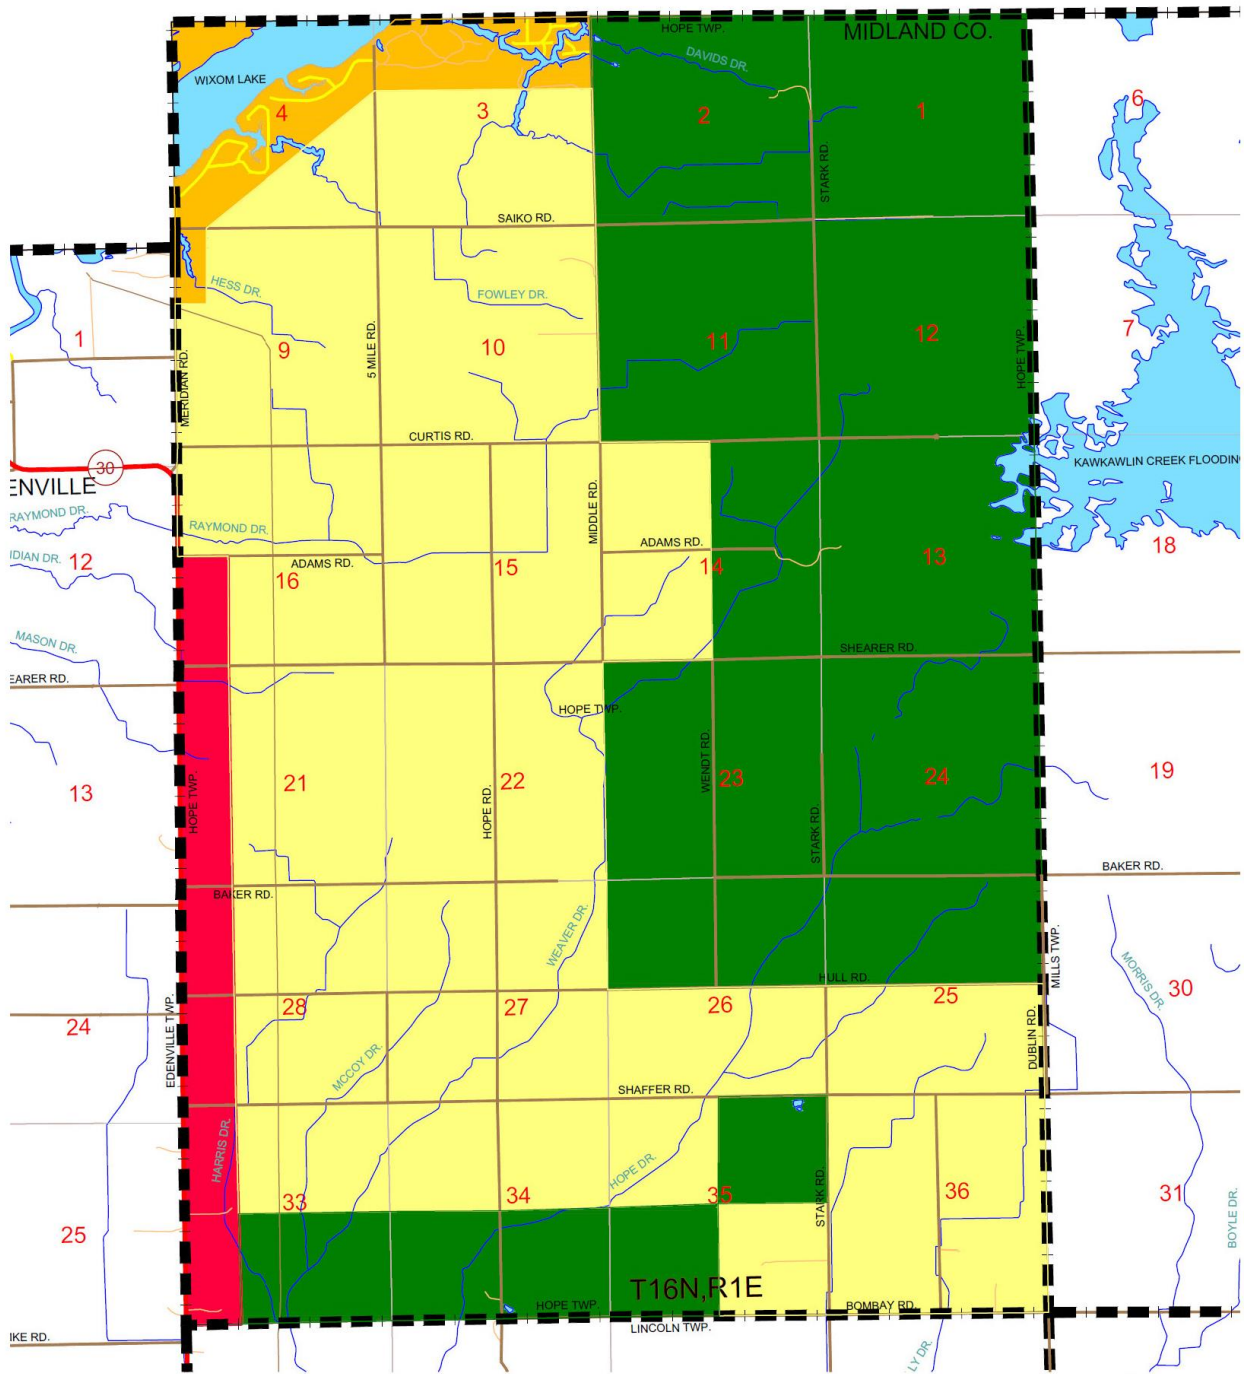 HOPE TWP.
MIDLAND CO.
DAVIDS DR.
WIXOM LAKE
4
3
2
1
6
STARK RD.
SAIKO RD.
HESS DR.
FOWLEY DR.
1
9
5 MILE RD.
10
11
12
7
MERIDIAN RD.
HOPE TWP.
CURTIS RD.
30
KAWKAWLIN CREEK FLOODIN
ENVILLE
RAYMOND DR.
RAYMOND DR.
MIDDLE RD.
ADAMS RD.
IDIAN DR.
12
ADAMS RD.
16
15
14
13
18
MASON DR.
SHEARER RD.
EARER RD.
HOPE TWP.
13
HOPE TWP.
21
HOPE RD.
22
WENDT RD.
23
STARK RD.
24
19
BAKER RD.
BAKER RD.
WEAVER DR.
HULL RD.
MILLS TWP.
MORRIS DR.
24
EDENVILLE TWP.
28
27
26
25
30
MCCOY DR.
DUBLIN RD.
SHAFFER RD.
HARRIS DR.
HOPE DR.
33
34
35
STARK RD.
36
31
25
BOYLE DR.
T16N,R1E
HOPE TWP.
BOMBAY RD.
LINCOLN TWP.
IKE RD.
LY DR.